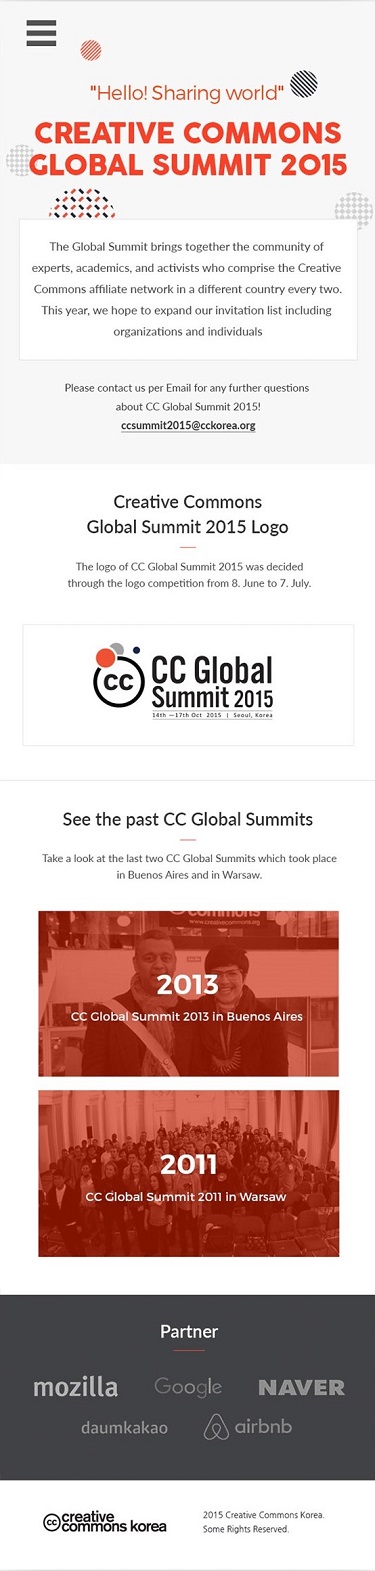 "Hello! Sharing world"
CREATIVE COMMONS
GLOBAL SUMMIT 2015
The Global Summit brings together the community of
experts, academics, and activists who comprise the Creative
Commons affiliate network in a different country every two.
This year, we hope to expand our invitation list including
organizations and individuals
Please contact us per Email for any further questions
about CC Global Summit 2015!
ccsummit2015@cckorea.org
Creative Commons
Global Summit 2015 Logo
The logo of CC Global Summit 2015 was decided
through the logo competition from 8. June to 7. July.
cc CC Global
Summit 2015
14th — 17th Oct 2015 | Seoul, Korea
See the past CC Global Summits
Take a look at the last two CC Global Summits which took place
in Buenos Aires and in Warsaw.
commons
www.creativecommons.org
2013
CC Global Summit 2013 in Buenos Aires
2011
CC Global Summit 2011 in Warsaw
Partner
mozilla Google NAVER
daumkakao airbnb
cc creative
commons korea
2015 Creative Commons Korea.
Some Rights Reserved.